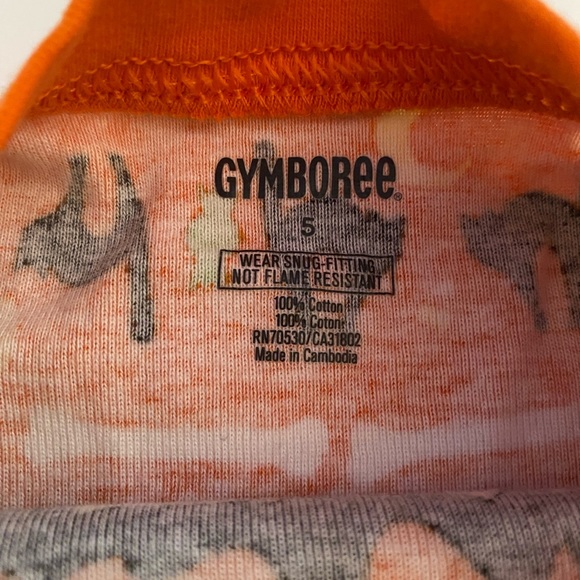 GYMBOREE®
5
WEAR SNUG-FITTING
NOT FLAME RESISTANT
100% Cotton
100% Coton
RN70530/CA31802
Made in Cambodia